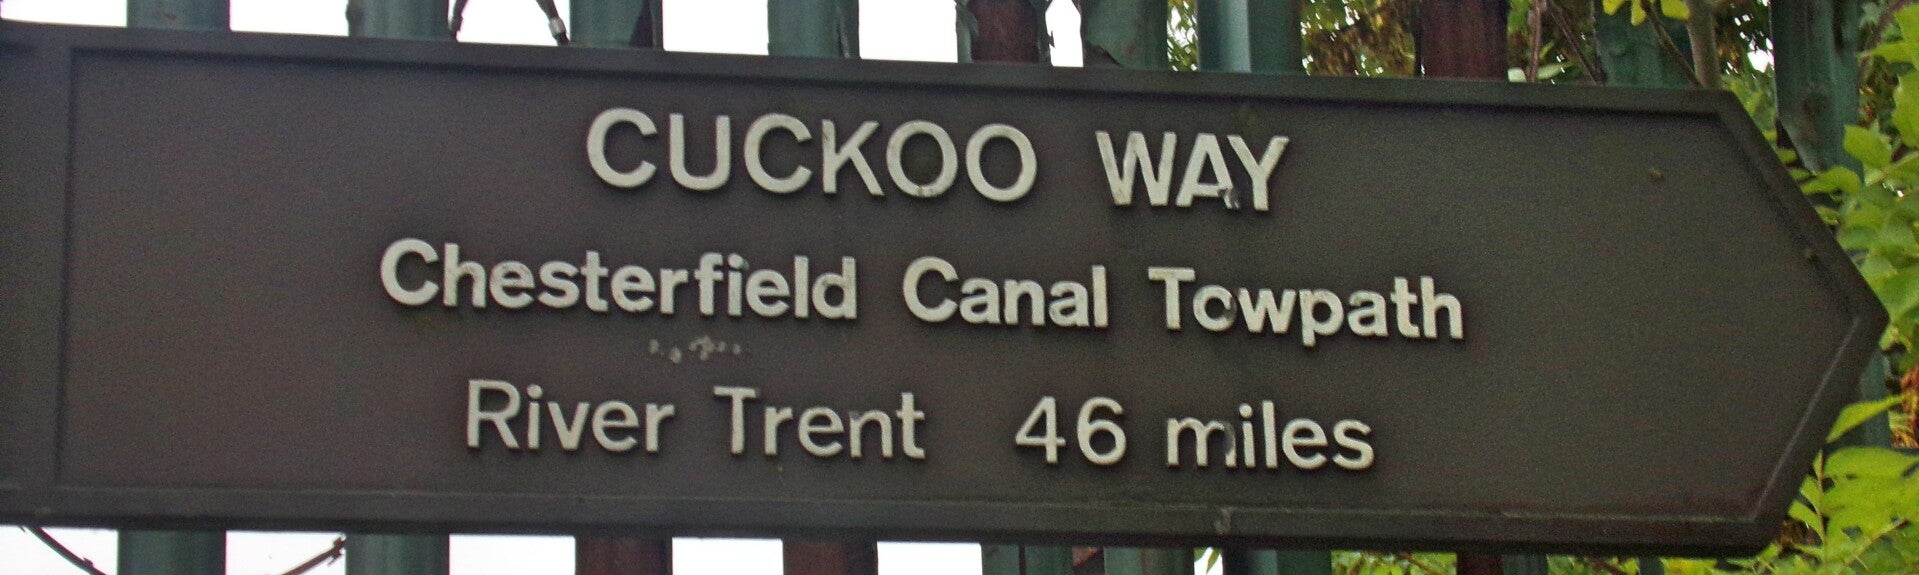 CUCKOO WAY
Chesterfield Canal Towpath
River Trent 46 miles